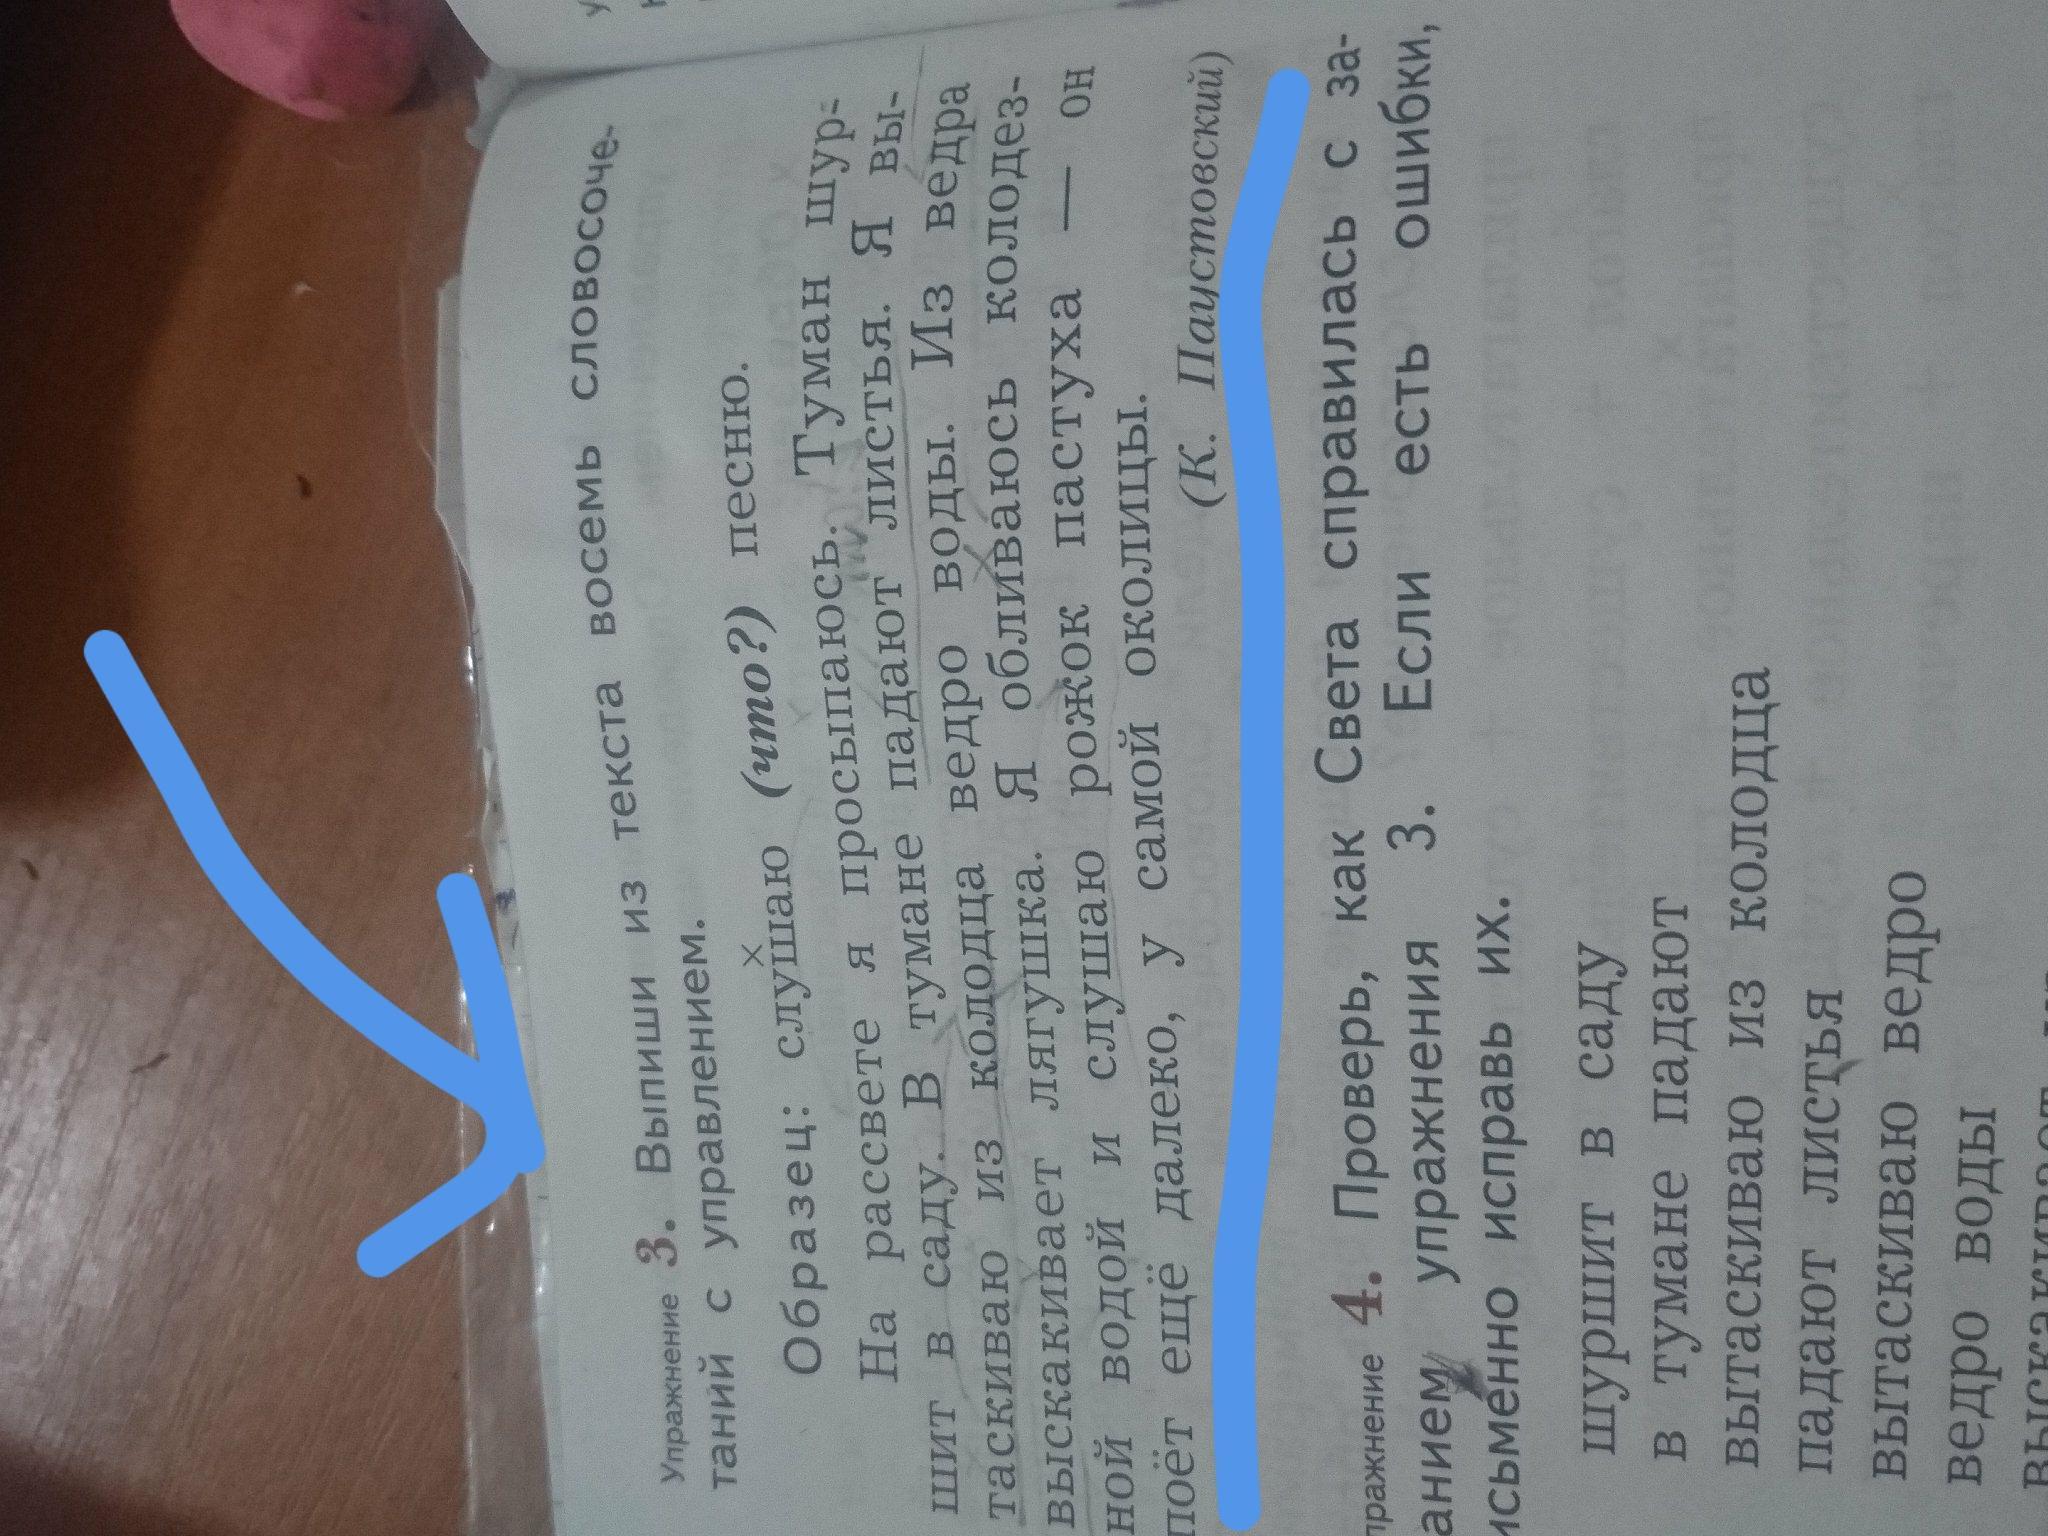 Упражнение 3. Выпиши из текста восемь словосоче-
таний с управлением.
Образец: слушаю (что?) песню.
На рассвете я просыпаюсь. Туман шур-
шит в саду. В тумане падают листья. Я вы-
таскиваю из колодца ведро воды. Из ведра
выскакивает лягушка. Я обливаюсь колодез-
ной водой и слушаю рожок пастуха — он
поёт ещё далеко, у самой околицы.
(К. Паустовский)
пражнение 4. Проверь, как Света справилась с за-
анием упражнения 3. Если есть ошибки,
исьменно исправь их.
шуршит в саду
в тумане падают
вытаскиваю из колодца
падают листья
вытаскиваю ведро
ведро воды